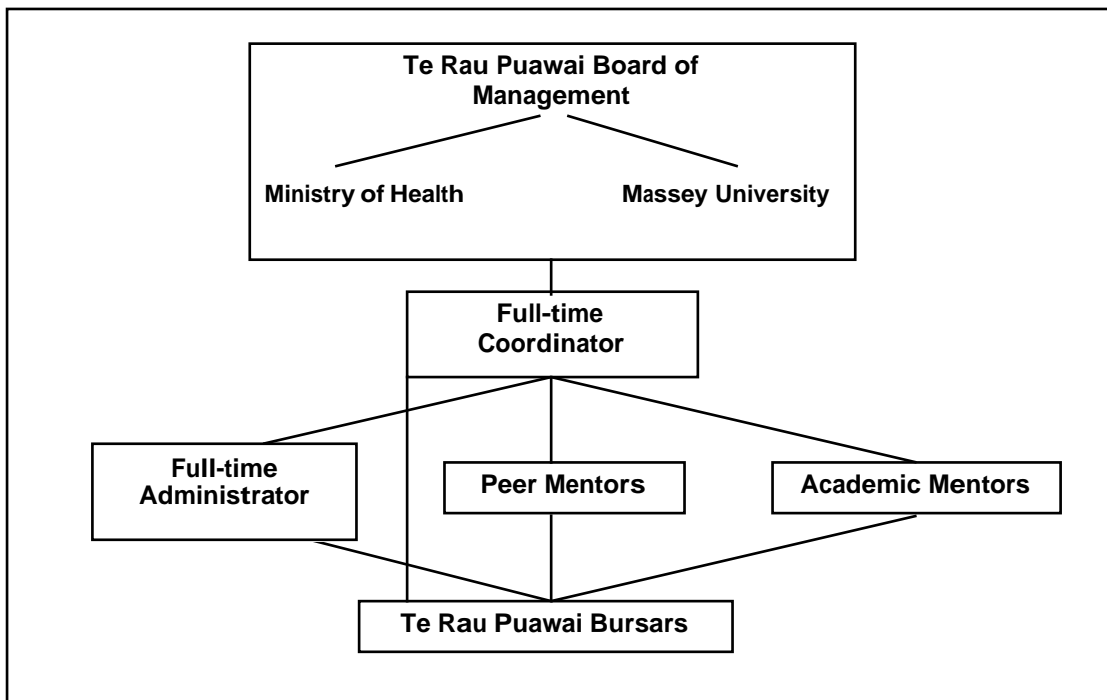 Te Rau Puawai Board of
Management
Ministry of Health
Massey University
Full-time
Coordinator
Full-time
Administrator
Peer Mentors
Academic Mentors
Te Rau Puawai Bursars